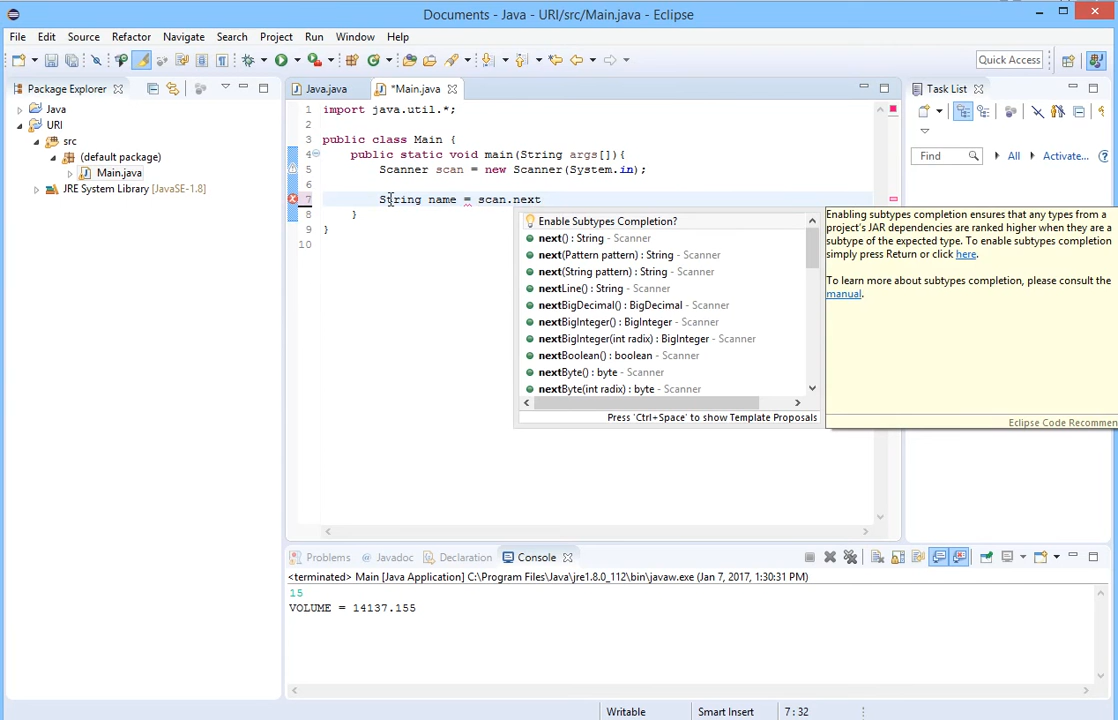 Documents - Java - URI/src/Main.java - Eclipse
File Edit Source Refactor Navigate Search Project Run Window Help
Quick Access
Package Explorer
Java
URI
src
(default package)
Main.java
JRE System Library [JavaSE-1.8]
Java.java
*Main.java
1 import java.util.*;
2
3 public class Main {
4 public static void main(String args[]){
5 Scanner scan = new Scanner(System.in);
6
7 String name = scan.next
8 }
9 }
10
Enable Subtypes Completion?
next() : String - Scanner
next(Pattern pattern) : String - Scanner
next(String pattern) : String - Scanner
nextLine() : String - Scanner
nextBigDecimal() : BigDecimal - Scanner
nextBigInteger() : BigInteger - Scanner
nextBigInteger(int radix) : BigInteger - Scanner
nextBoolean() : boolean - Scanner
nextByte() : byte - Scanner
nextByte(int radix) : byte - Scanner
Press 'Ctrl+Space' to show Template Proposals
Enabling subtypes completion ensures that any types from a
project's JAR dependencies are ranked higher when they are a
subtype of the expected type. To enable subtypes completion
simply press Return or click here.
To learn more about subtypes completion, please consult the
manual.
Eclipse Code Recommen
Task List
Find All Activate...
Problems Javadoc Declaration Console
<terminated> Main [Java Application] C:\Program Files\Java\jre1.8.0_112\bin\javaw.exe (Jan 7, 2017, 1:30:31 PM)
15
VOLUME = 14137.155
Writable Smart Insert 7 : 32